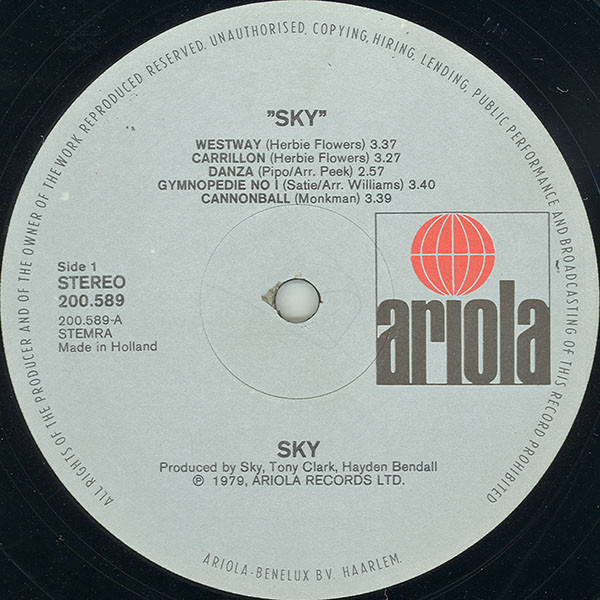 ALL RIGHTS OF THE PRODUCER AND OF THE OWNER OF THE WORK REPRODUCED RESERVED. UNAUTHORISED, COPYING, HIRING, LENDING, PUBLIC PERFORMANCE AND BROADCASTING OF THIS RECORD PROHIBITED
"SKY"
WESTWAY (Herbie Flowers) 3.37
CARRILLON (Herbie Flowers) 3.27
DANZA (Pipo/Arr. Peek) 2.57
GYMNOPEDIE NO I (Satie/Arr. Williams) 3.40
CANNONBALL (Monkman) 3.39
Side 1
STEREO
200.589
200.589-A
STEMRA
Made in Holland
ariola
SKY
Produced by Sky, Tony Clark, Hayden Bendall
℗ 1979, ARIOLA RECORDS LTD.
ARIOLA-BENELUX B.V. HAARLEM.